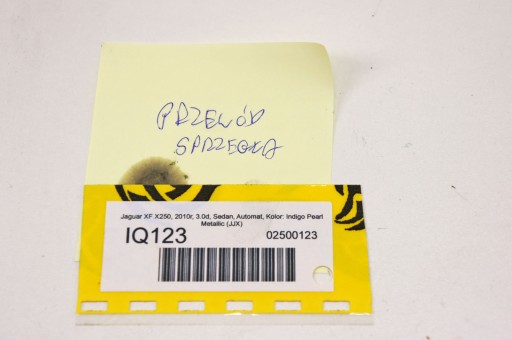 PRZEWÓD
SPRZĘGŁA
Jaguar XF X250, 2010r, 3.0d, Sedan, Automat, Kolor: Indigo Pearl
Metallic (JJX)
IQ123
02500123